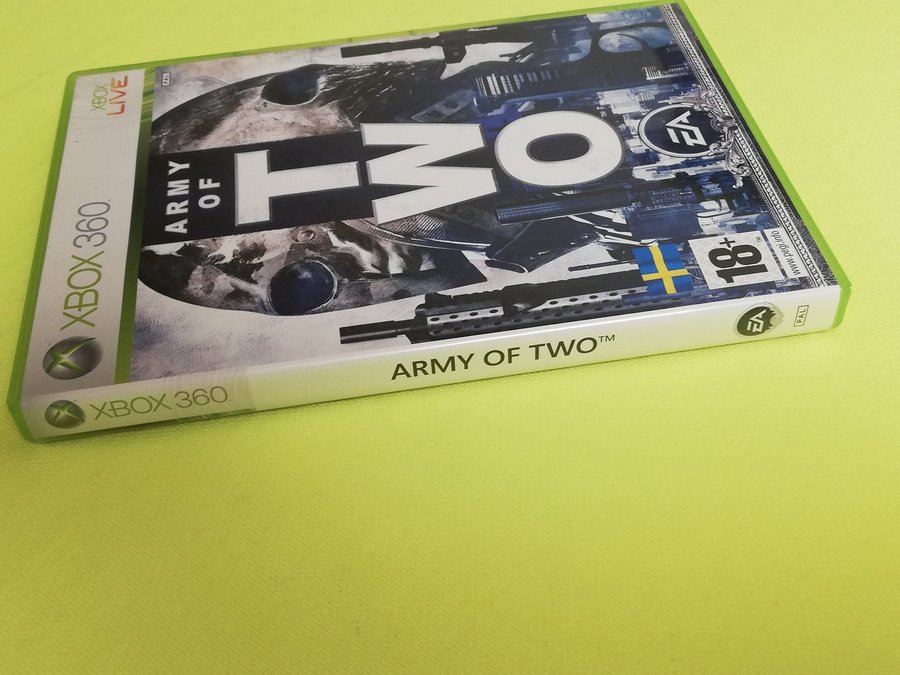 XBOX 360
XBOX
LIVE
PAL
ARMY
OF
TWO
EA
18+
™
www.pegi.info
XBOX 360
ARMY OF TWO™
EA
PAL